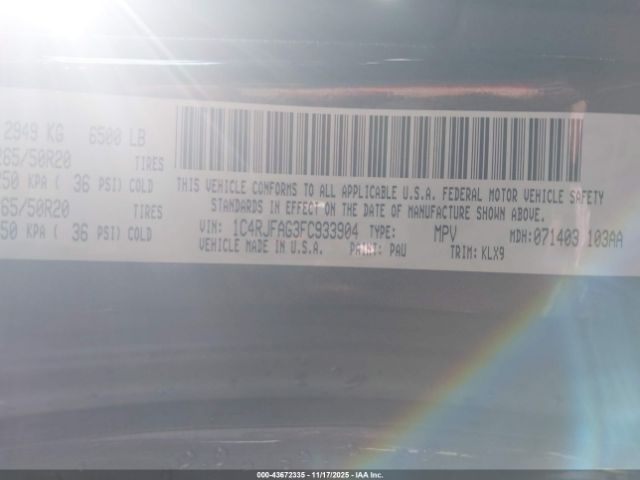 2949 KG 6500 LB
265/50R20 TIRES
250 KPA ( 36 PSI) COLD
265/50R20 TIRES
250 KPA ( 36 PSI) COLD
THIS VEHICLE CONFORMS TO ALL APPLICABLE U.S.A. FEDERAL MOTOR VEHICLE SAFETY
STANDARDS IN EFFECT ON THE DATE OF MANUFACTURE SHOWN ABOVE.
VIN: 1C4RJFAG3FC933904 TYPE: MPV MDH: 071403 103AA
VEHICLE MADE IN U.S.A. PAINT: PAU TRIM: KLX9
000-43672335 - 11/17/2025 - IAA Inc.